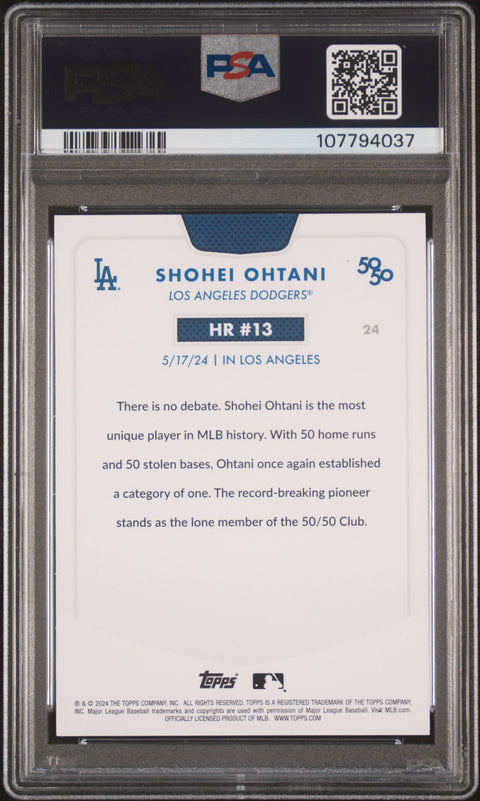 PSA
107794037
LA
SHOHEI OHTANI
50
50
LOS ANGELES DODGERS®
HR #13
24
5/17/24 | IN LOS ANGELES
There is no debate. Shohei Ohtani is the most
unique player in MLB history. With 50 home runs
and 50 stolen bases, Ohtani once again established
a category of one. The record-breaking pioneer
stands as the lone member of the 50/50 Club.
Topps
® & © 2024 THE TOPPS COMPANY, INC. ALL RIGHTS RESERVED. TOPPS IS A REGISTERED TRADEMARK OF THE TOPPS COMPANY,
INC. Major League Baseball trademarks and copyrights are used with permission of Major League Baseball. Visit MLB.com.
OFFICIALLY LICENSED PRODUCT OF MLB. WWW.TOPPS.COM
PSA